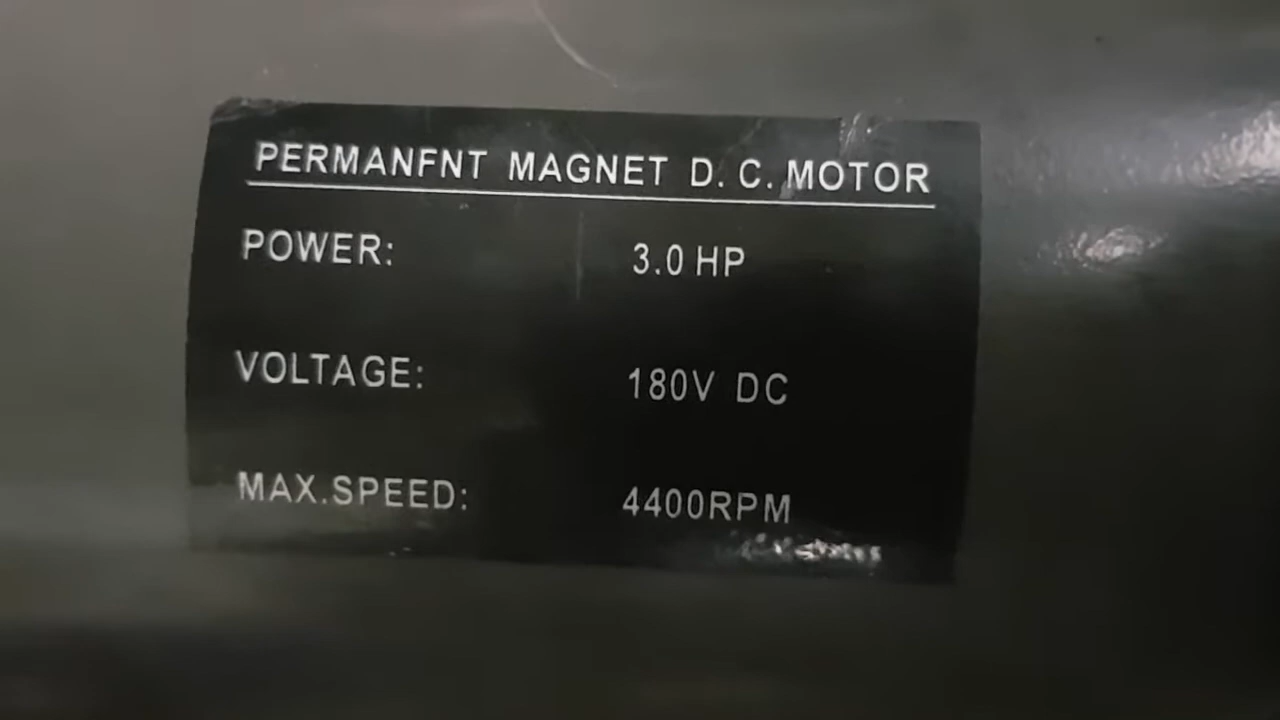 PERMANFNT MAGNET D.C.MOTOR
POWER: 3.0 HP
VOLTAGE: 180V DC
MAX.SPEED: 4400RPM